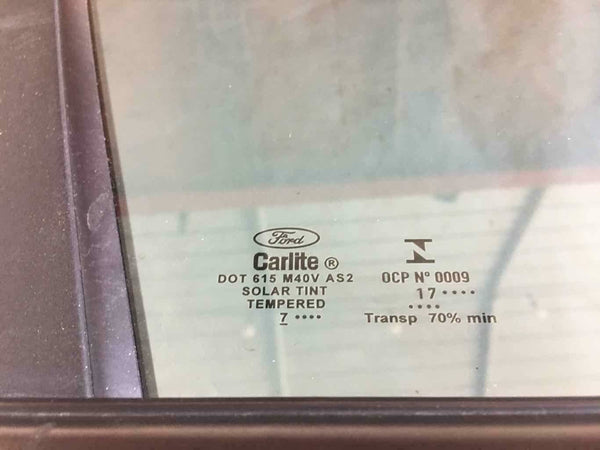 Ford
Carlite ®
DOT 615 M40V AS2
SOLAR TINT
TEMPERED
7 ••••
N
OCP Nº 0009
17 ••••
••••
Transp 70% min